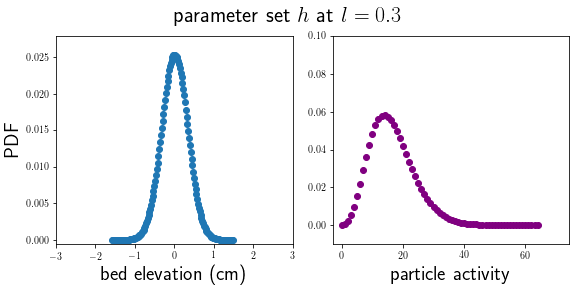 parameter set h at l = 0.3
PDF
0.025
0.020
0.015
0.010
0.005
0.000
−3 −2 −1 0 1 2 3
bed elevation (cm)
0.10
0.08
0.06
0.04
0.02
0.00
0 20 40 60
particle activity